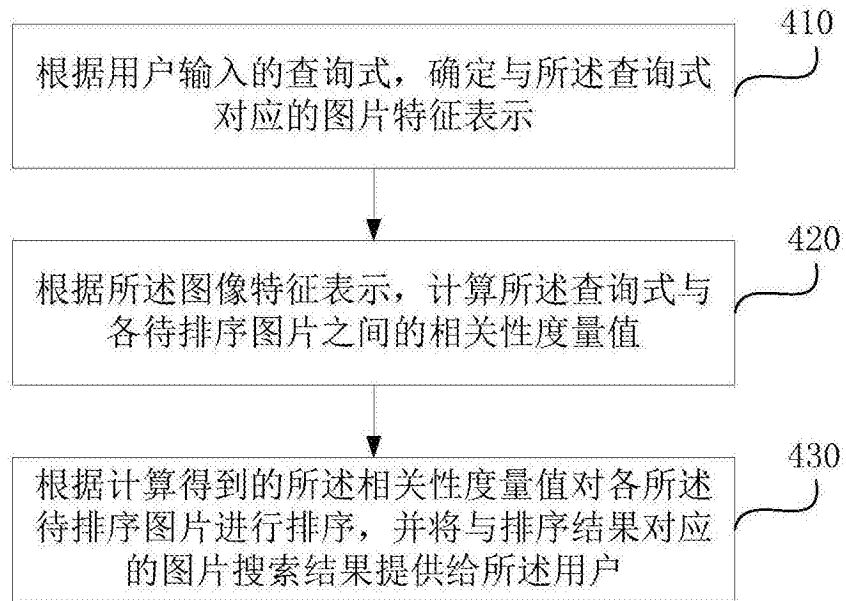 410
根据用户输入的查询式，确定与所述查询式
对应的图片特征表示
420
根据所述图像特征表示，计算所述查询式与
各待排序图片之间的相关性度量值
430
根据计算得到的所述相关性度量值对各所述
待排序图片进行排序，并将与排序结果对应
的图片搜索结果提供给所述用户